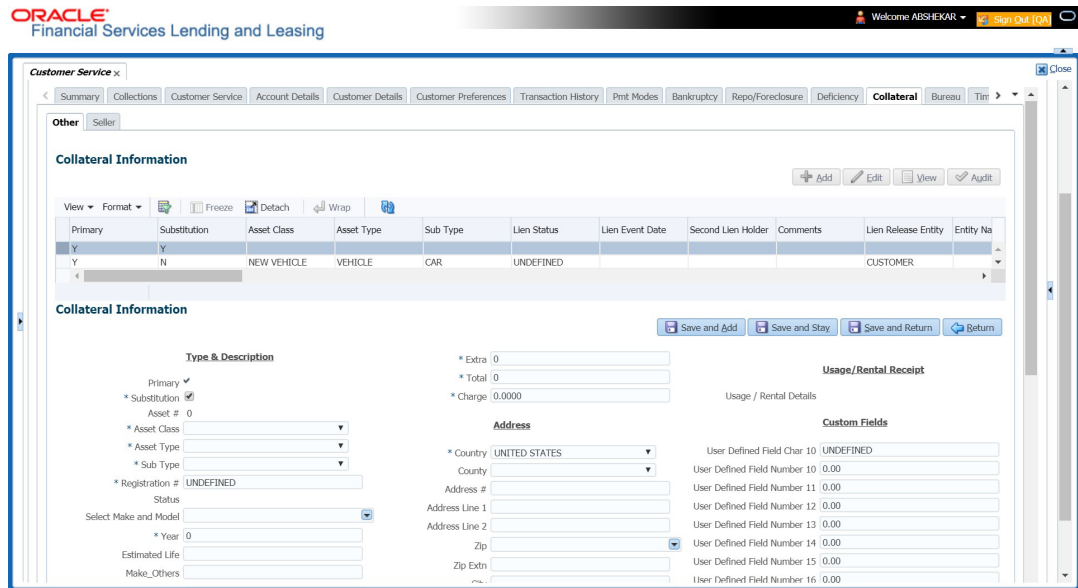 ORACLE
Financial Services Lending and Leasing
Welcome ABSHEKAR
Sign Out [QA]
Customer Service x
Close
Summary Collections Customer Service Account Details Customer Details Customer Preferences Transaction History Pmt Modes Bankruptcy Repo/Foreclosure Deficiency Collateral Bureau Tim
Other Seller
Collateral Information
Add Edit View Audit
View Format Freeze Detach Wrap
Primary Substitution Asset Class Asset Type Sub Type Lien Status Lien Event Date Second Lien Holder Comments Lien Release Entity Entity Na
Y Y
Y N NEW VEHICLE VEHICLE CAR UNDEFINED CUSTOMER
Collateral Information
Save and Add Save and Stay Save and Return Return
Type & Description
Primary
* Substitution
Asset # 0
* Asset Class
* Asset Type
* Sub Type
* Registration # UNDEFINED
Status
Select Make and Model
* Year 0
Estimated Life
Make_Others
* Extra 0
* Total 0
* Charge 0.0000
Address
* Country UNITED STATES
County
Address #
Address Line 1
Address Line 2
Zip
Zip Extn
City
Usage/Rental Receipt
Usage / Rental Details
Custom Fields
User Defined Field Char 10 UNDEFINED
User Defined Field Number 10 0.00
User Defined Field Number 11 0.00
User Defined Field Number 12 0.00
User Defined Field Number 13 0.00
User Defined Field Number 14 0.00
User Defined Field Number 15 0.00
User Defined Field Number 16 0.00